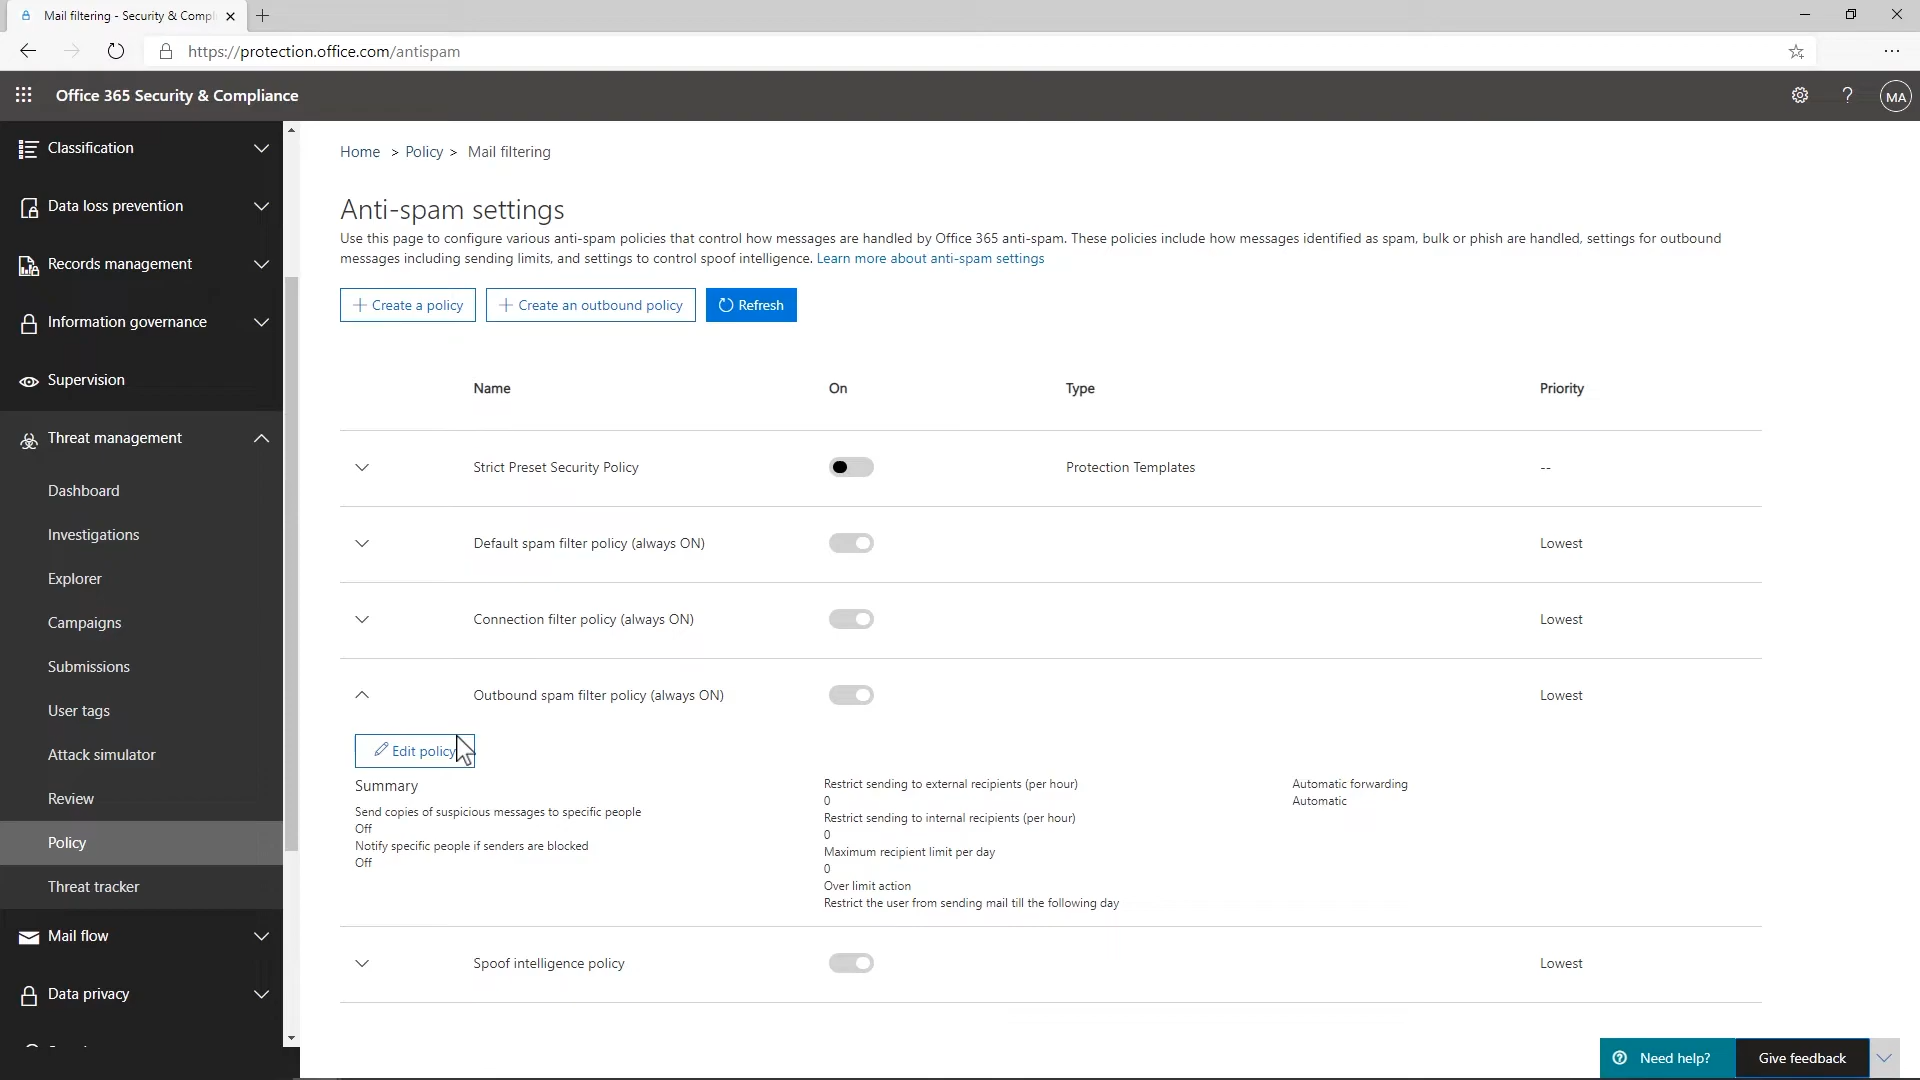 Mail filtering - Security & Compl
https://protection.office.com/antispam
Office 365 Security & Compliance
MA
Classification
Data loss prevention
Records management
Information governance
Supervision
Threat management
Dashboard
Investigations
Explorer
Campaigns
Submissions
User tags
Attack simulator
Review
Policy
Threat tracker
Mail flow
Data privacy
Home > Policy > Mail filtering
Anti-spam settings
Use this page to configure various anti-spam policies that control how messages are handled by Office 365 anti-spam. These policies include how messages identified as spam, bulk or phish are handled, settings for outbound
messages including sending limits, and settings to control spoof intelligence. Learn more about anti-spam settings
Create a policy Create an outbound policy Refresh
Name On Type Priority
Strict Preset Security Policy Protection Templates --
Default spam filter policy (always ON) Lowest
Connection filter policy (always ON) Lowest
Outbound spam filter policy (always ON) Lowest
Edit policy
Summary
Send copies of suspicious messages to specific people
Off
Notify specific people if senders are blocked
Off
Restrict sending to external recipients (per hour)
0
Restrict sending to internal recipients (per hour)
0
Maximum recipient limit per day
0
Over limit action
Restrict the user from sending mail till the following day
Automatic forwarding
Automatic
Spoof intelligence policy Lowest
Need help? Give feedback